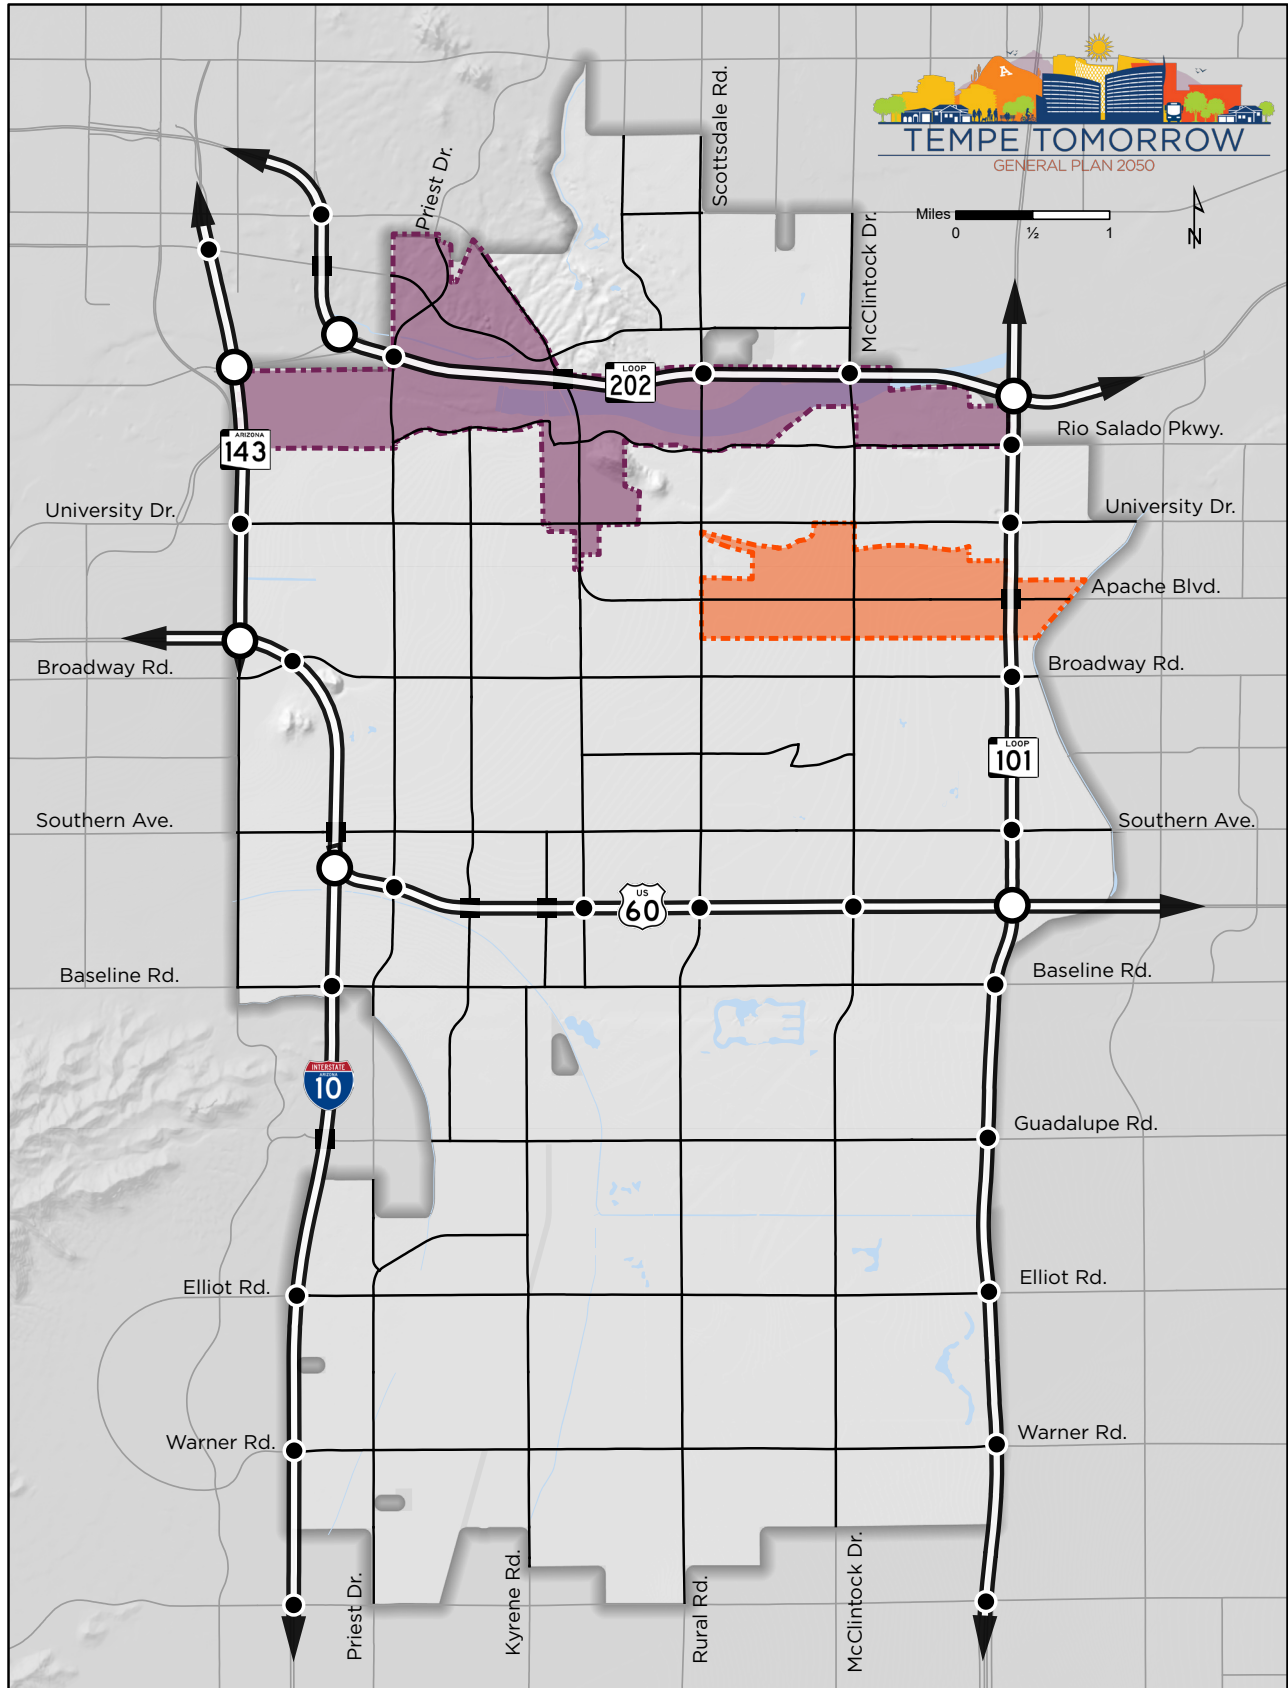 Scottsdale Rd.
A
TEMPE TOMORROW
GENERAL PLAN 2050
Priest Dr.
Miles
0 ½ 1
N
McClintock Dr.
LOOP
202
ARIZONA
143
Rio Salado Pkwy.
University Dr.
University Dr.
Apache Blvd.
Broadway Rd.
Broadway Rd.
LOOP
101
Southern Ave.
Southern Ave.
US
60
Baseline Rd.
Baseline Rd.
INTERSTATE
ARIZONA
10
Guadalupe Rd.
Elliot Rd.
Elliot Rd.
Warner Rd.
Warner Rd.
Priest Dr.
Kyrene Rd.
Rural Rd.
McClintock Dr.